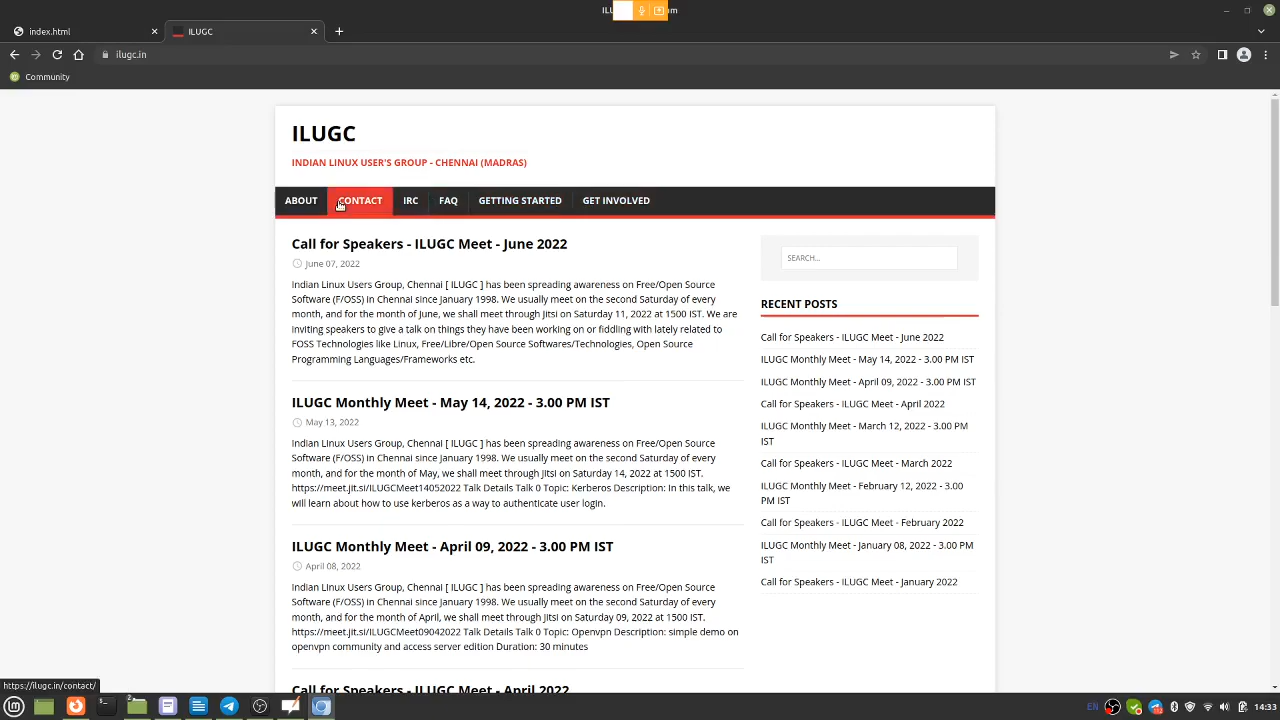 index.html
ILUGC
ilugc.in
Community
ILUGC
INDIAN LINUX USER'S GROUP - CHENNAI (MADRAS)
ABOUT CONTACT IRC FAQ GETTING STARTED GET INVOLVED
Call for Speakers - ILUGC Meet - June 2022
June 07, 2022
Indian Linux Users Group, Chennai [ ILUGC ] has been spreading awareness on Free/Open Source
Software (F/OSS) in Chennai since January 1998. We usually meet on the second Saturday of every
month, and for the month of June, we shall meet through Jitsi on Saturday 11, 2022 at 1500 IST. We are
inviting speakers to give a talk on things they have been working on or fiddling with lately related to
FOSS Technologies like Linux, Free/Libre/Open Source Softwares/Technologies, Open Source
Programming Languages/Frameworks etc.
ILUGC Monthly Meet - May 14, 2022 - 3.00 PM IST
May 13, 2022
Indian Linux Users Group, Chennai [ ILUGC ] has been spreading awareness on Free/Open Source
Software (F/OSS) in Chennai since January 1998. We usually meet on the second Saturday of every
month, and for the month of May, we shall meet through Jitsi on Saturday 14, 2022 at 1500 IST.
https://meet.jit.si/ILUGCMeet14052022 Talk Details Talk 0 Topic: Kerberos Description: In this talk, we
will learn about how to use kerberos as a way to authenticate user login.
ILUGC Monthly Meet - April 09, 2022 - 3.00 PM IST
April 08, 2022
Indian Linux Users Group, Chennai [ ILUGC ] has been spreading awareness on Free/Open Source
Software (F/OSS) in Chennai since January 1998. We usually meet on the second Saturday of every
month, and for the month of April, we shall meet through Jitsi on Saturday 09, 2022 at 1500 IST.
https://meet.jit.si/ILUGCMeet09042022 Talk Details Talk 0 Topic: Openvpn Description: simple demo on
openvpn community and access server edition Duration: 30 minutes
Call for Speakers - ILUGC Meet - April 2022
SEARCH...
RECENT POSTS
Call for Speakers - ILUGC Meet - June 2022
ILUGC Monthly Meet - May 14, 2022 - 3.00 PM IST
ILUGC Monthly Meet - April 09, 2022 - 3.00 PM IST
Call for Speakers - ILUGC Meet - April 2022
ILUGC Monthly Meet - March 12, 2022 - 3.00 PM
IST
Call for Speakers - ILUGC Meet - March 2022
ILUGC Monthly Meet - February 12, 2022 - 3.00
PM IST
Call for Speakers - ILUGC Meet - February 2022
ILUGC Monthly Meet - January 08, 2022 - 3.00 PM
IST
Call for Speakers - ILUGC Meet - January 2022
https://ilugc.in/contact/
EN 14:33